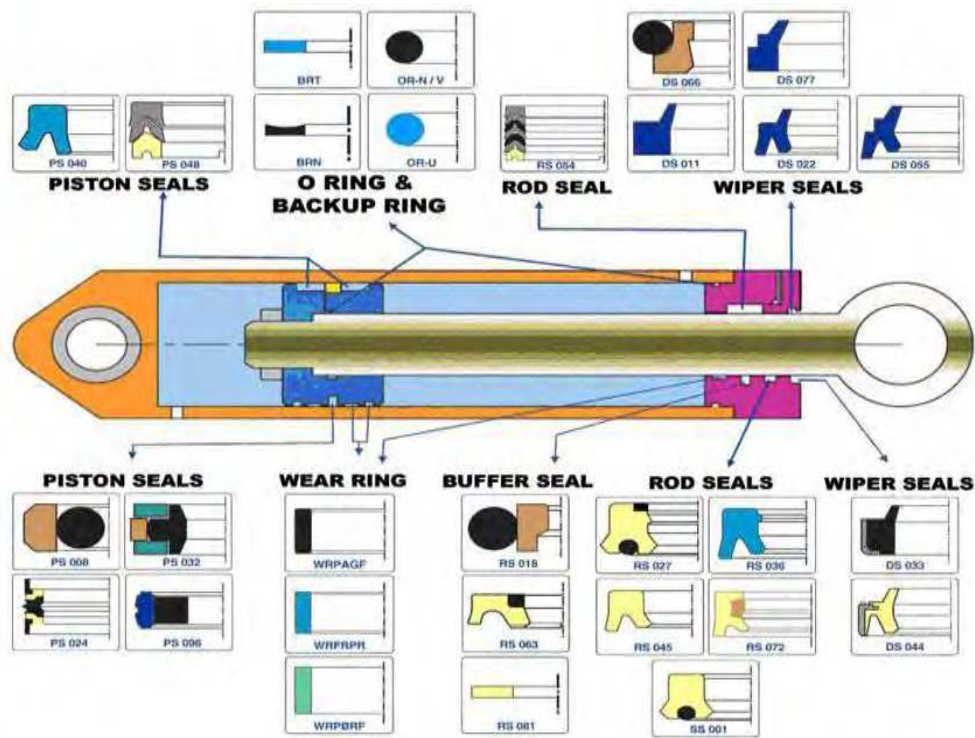 BRT
OR-N / V
DS 066
DS 077
PS 040
PS 048
BRN
OR-U
RS 054
DS 011
DS 022
DS 055
PISTON SEALS
O RING &
BACKUP RING
ROD SEAL
WIPER SEALS
PISTON SEALS
WEAR RING
BUFFER SEAL
ROD SEALS
WIPER SEALS
PS 008
PS 032
WRPAGF
RS 018
RS 027
RS 036
DS 033
PS 024
PS 096
WRFRPR
RS 063
RS 045
RS 072
DS 044
WRPBRF
RS 081
SS 001